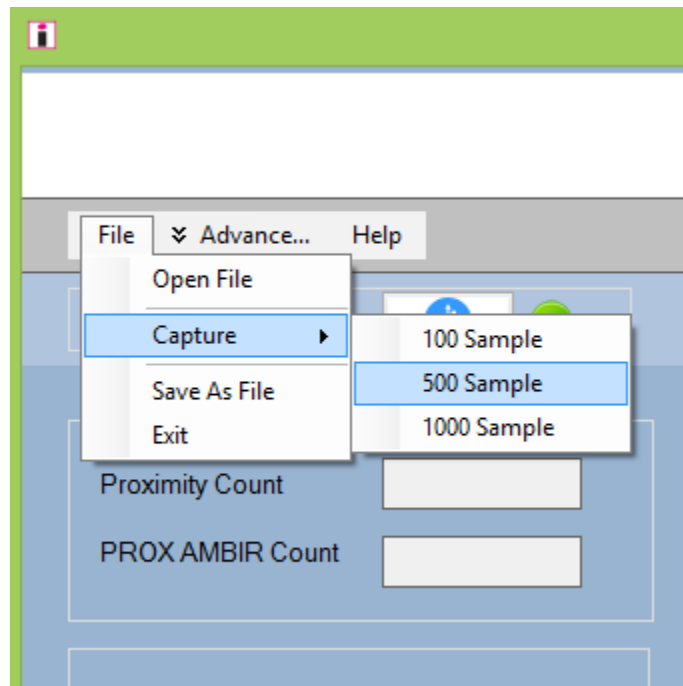 File Advance... Help
Open File
Capture
100 Sample
500 Sample
1000 Sample
Save As File
Exit
Proximity Count
PROX AMBIR Count